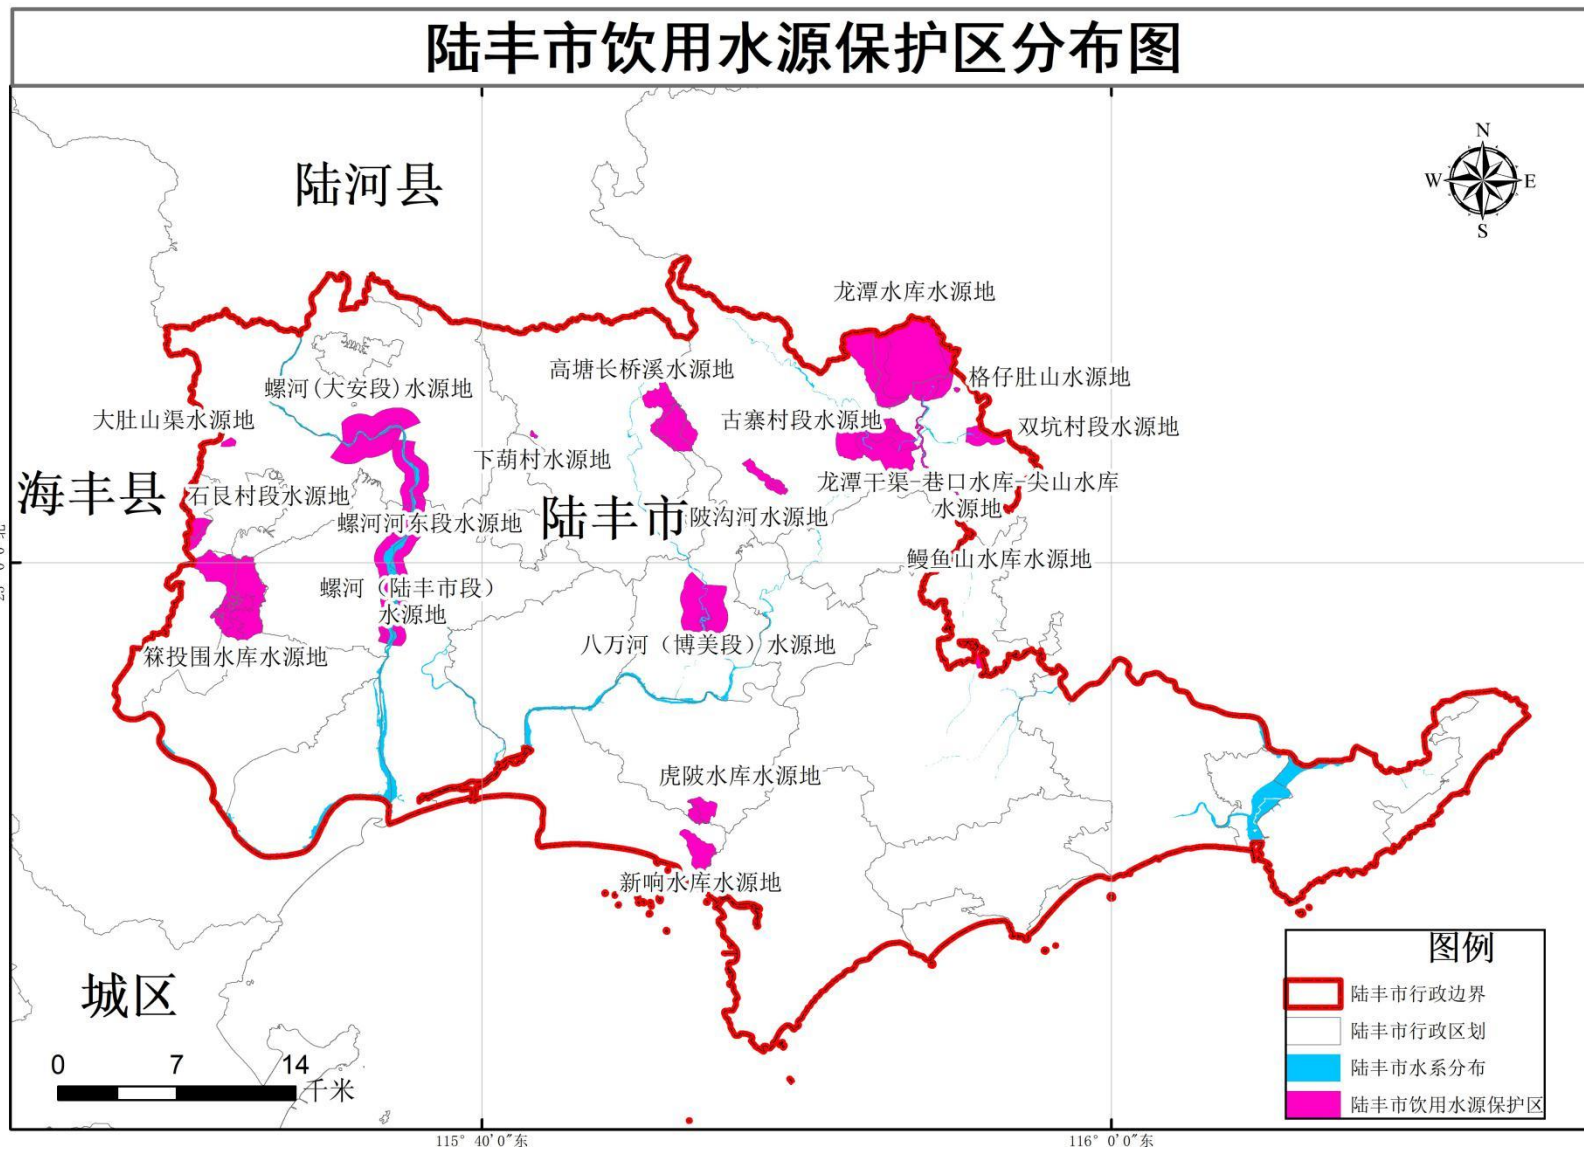 陆丰市饮用水源保护区分布图
N
W
E
S
陆河县
龙潭水库水源地
高塘长桥溪水源地
格仔肚山水源地
螺河(大安段)水源地
大肚山渠水源地
古寨村段水源地
双坑村段水源地
下葫村水源地
海丰县
石艮村段水源地
龙潭干渠-巷口水库-尖山水库
水源地
螺河河东段水源地
陆丰市
陂沟河水源地
鳗鱼山水库水源地
螺河（陆丰市段）
水源地
箖投围水库水源地
八万河（博美段）水源地
虎陂水库水源地
新响水库水源地
城区
0
7
14
千米
图例
陆丰市行政边界
陆丰市行政区划
陆丰市水系分布
陆丰市饮用水源保护区
115° 40′0″东
116° 0′0″东